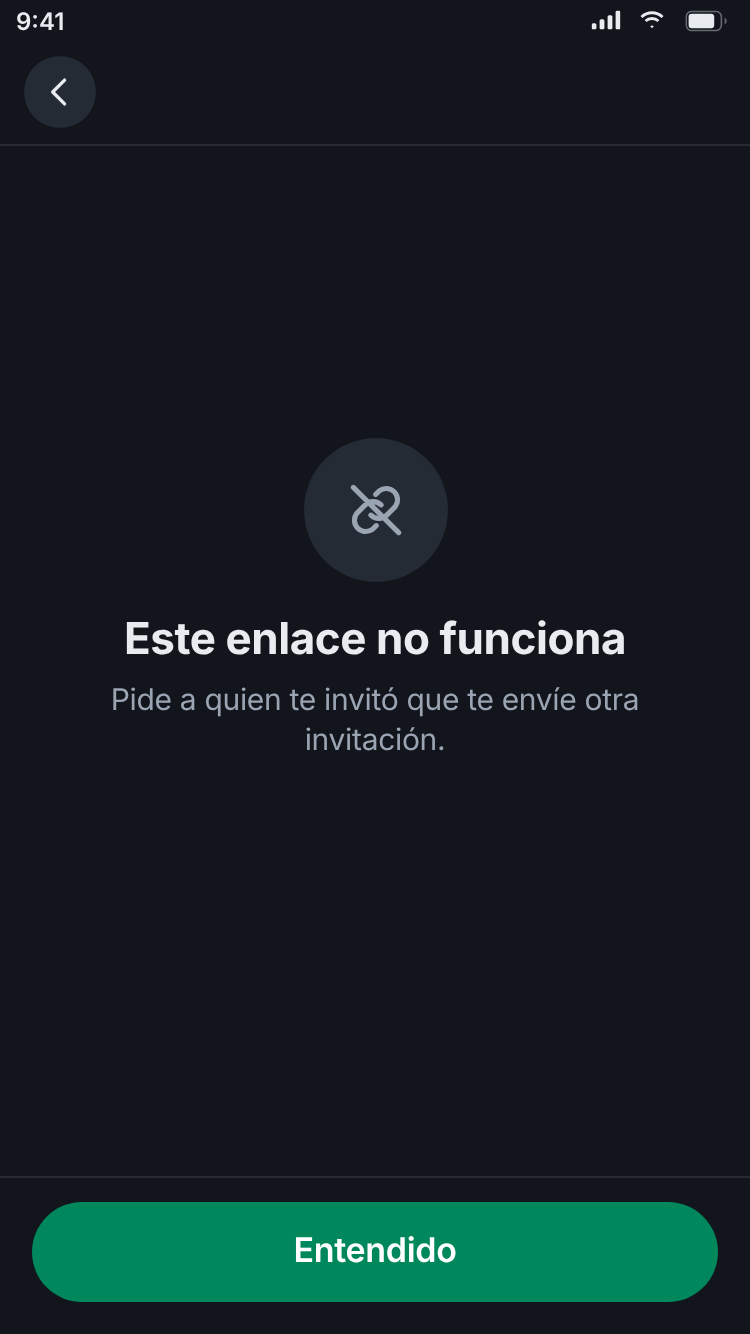 9:41
Este enlace no funciona
Pide a quien te invitó que te envíe otra
invitación.
Entendido